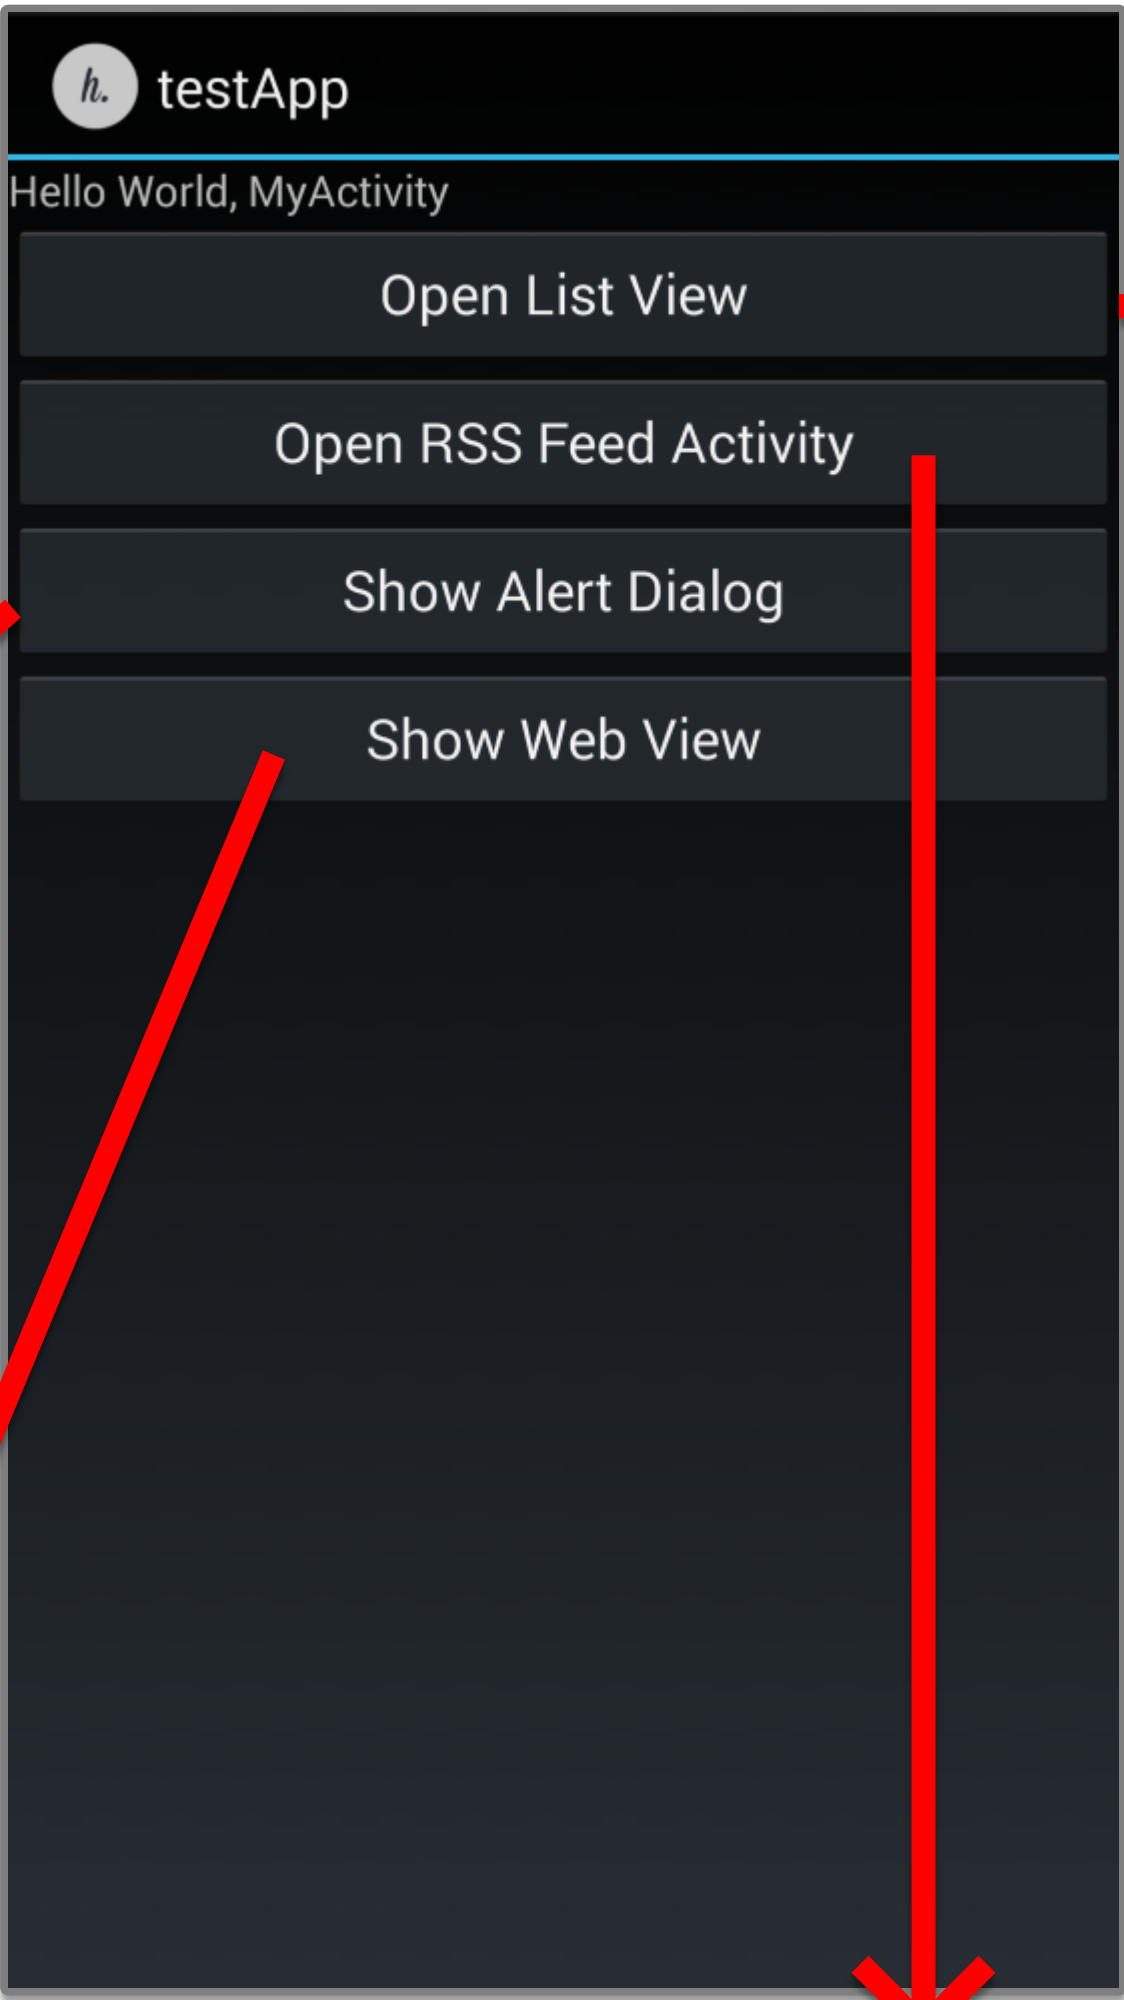 h.
testApp
Hello World, MyActivity
Open List View
Open RSS Feed Activity
Show Alert Dialog
Show Web View